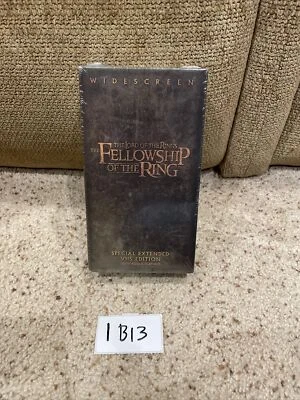 WIDESCREEN
THE LORD OF THE RINGS
THE FELLOWSHIP
OF THE RING
SPECIAL EXTENDED
VHS EDITION
1B13